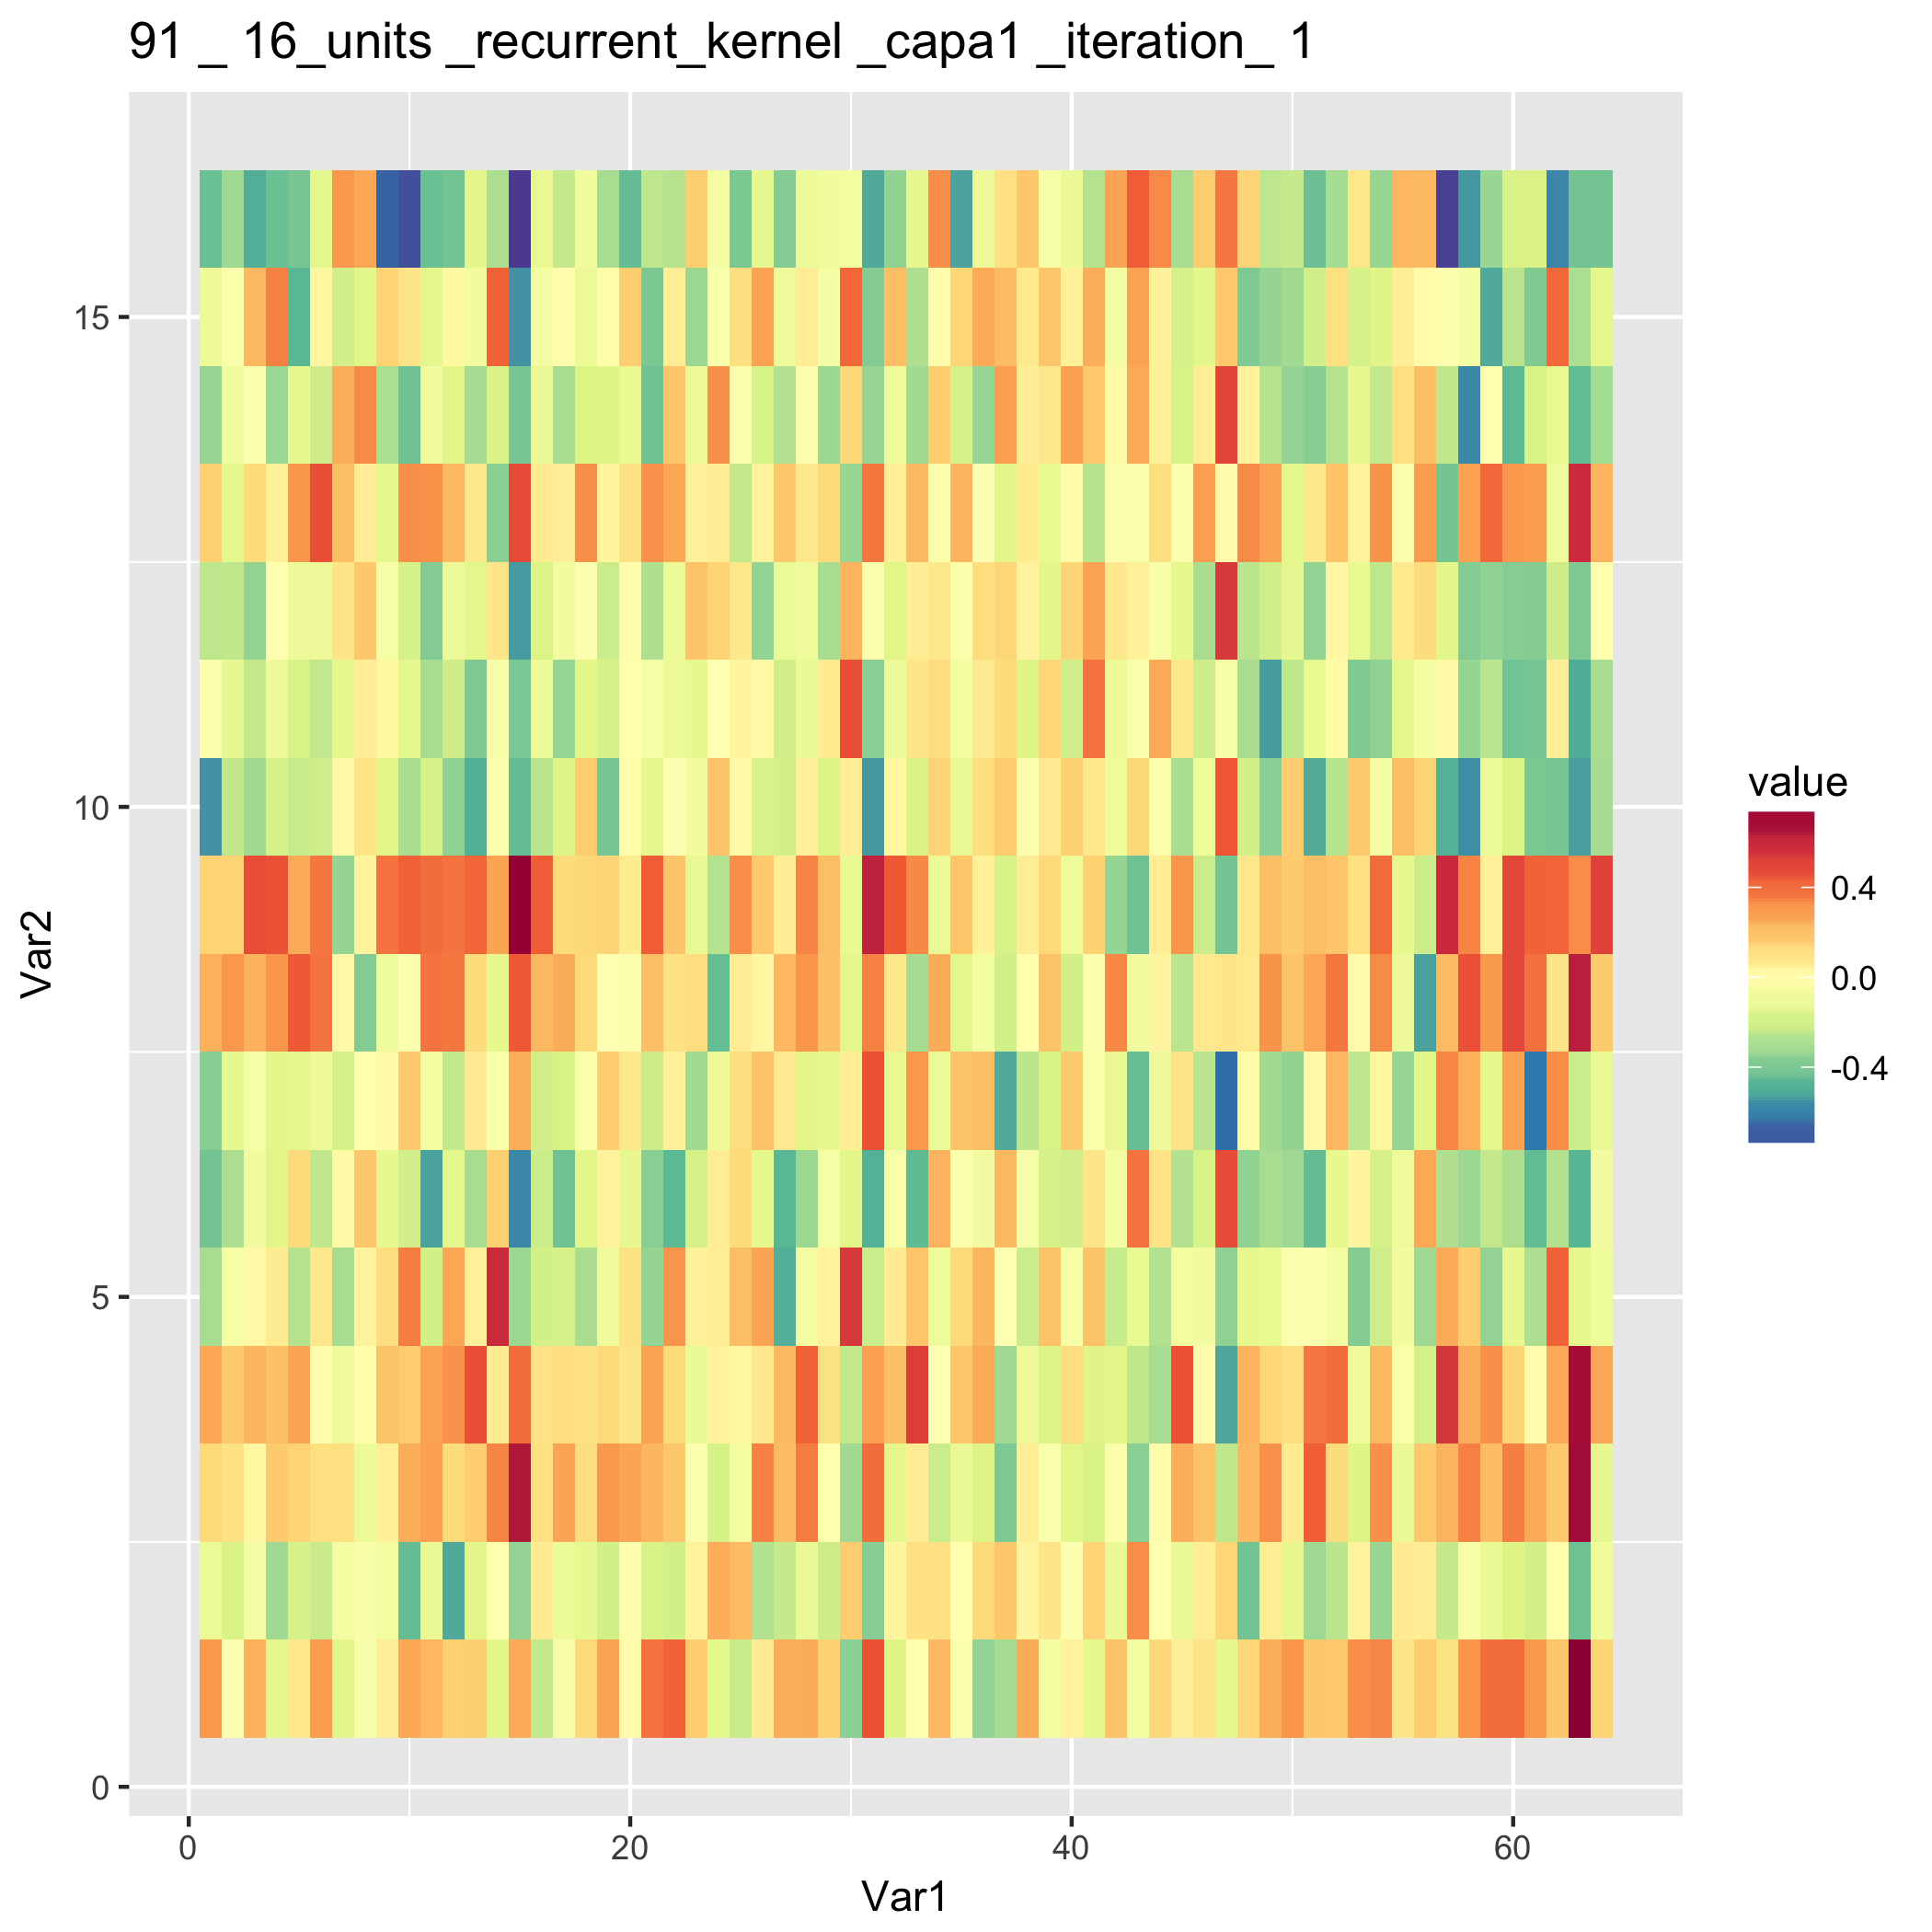 91 _ 16_units _recurrent_kernel _capa1 _iteration_ 1
15
10
5
0
Var2
0 20 40 60
Var1
value
0.4
0.0
-0.4